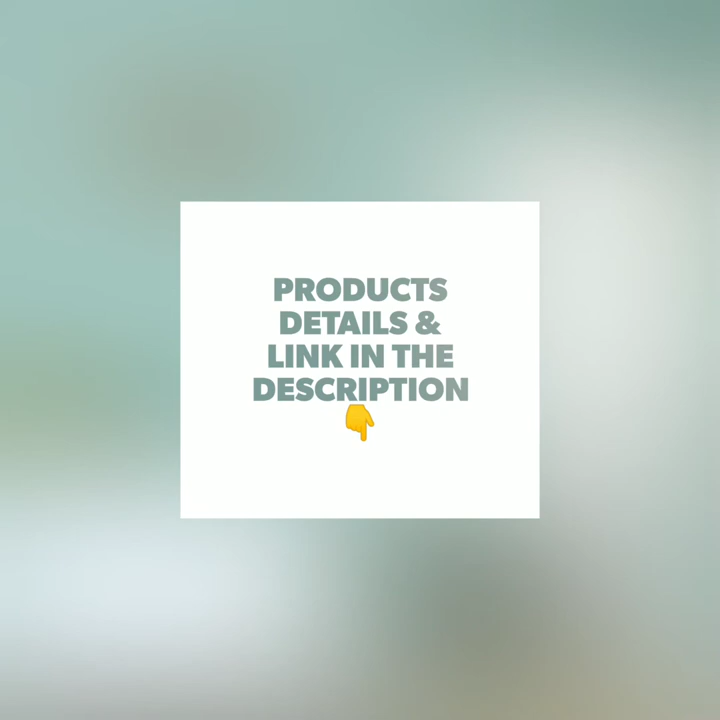 PRODUCTS
DETAILS &
LINK IN THE
DESCRIPTION
👇